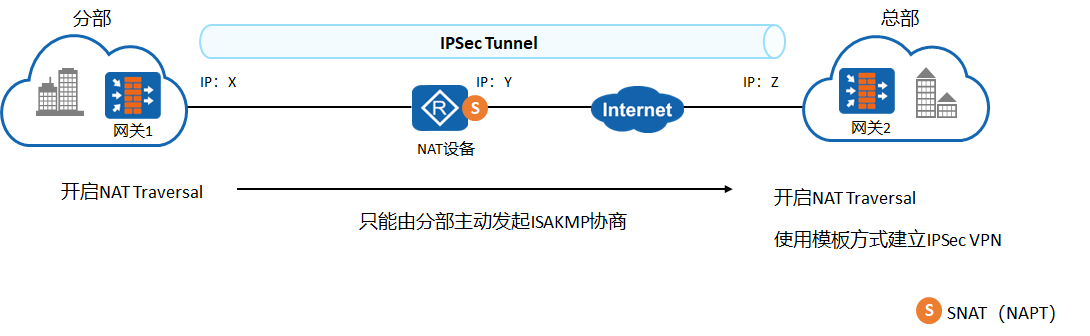 分部
总部
IPSec Tunnel
IP：X
IP：Y
IP：Z
网关1
R
S
NAT设备
Internet
网关2
开启NAT Traversal
只能由分部主动发起ISAKMP协商
开启NAT Traversal
使用模板方式建立IPSec VPN
S SNAT（NAPT）